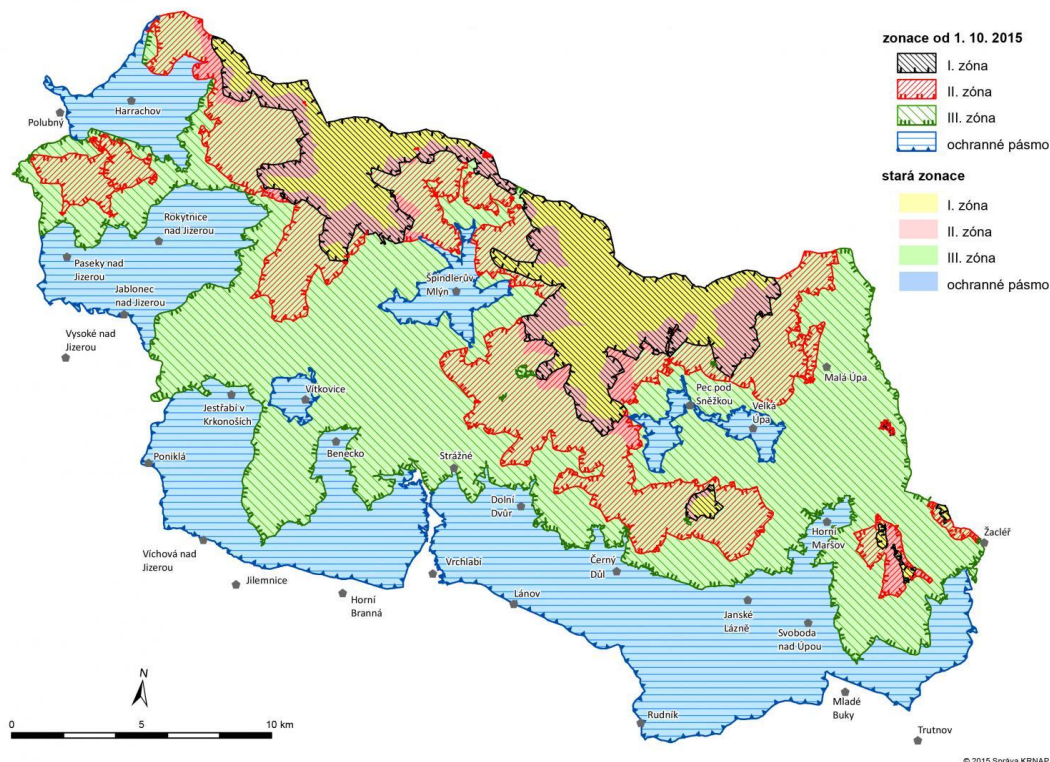 zonace od 1. 10. 2015
I. zóna
II. zóna
III. zóna
ochranné pásmo
stará zonace
I. zóna
II. zóna
III. zóna
ochranné pásmo
Harrachov
Polubný
Rokytnice
nad Jizerou
Paseky nad
Jizerou
Jablonec
nad Jizerou
Vysoké nad
Jizerou
Špindlerův
Mlýn
Malá Úpa
Pec pod
Sněžkou
Velká
Úpa
Vítkovice
Jestřabí v
Krkonoších
Benecko
Poniklá
Strážné
Dolní
Dvůr
Horní
Maršov
Žacléř
Víchová nad
Jizerou
Jilemnice
Horní
Branná
Vrchlabí
Černý
Důl
Lánov
Janské
Lázně
Svoboda
nad Úpou
Rudník
Mladé
Buky
Trutnov
N
0 5 10 km
© 2015 Správa KRNAP